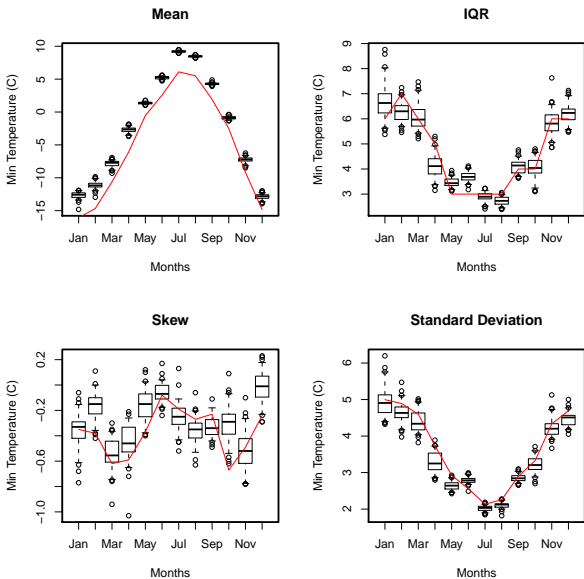 Mean
Min Temperature (C)
10
5
0
−5
−10
−15
Jan Mar May Jul Sep Nov
Months
IQR
Min Temperature (C)
9
8
7
6
5
4
3
Jan Mar May Jul Sep Nov
Months
Skew
Min Temperature (C)
0.2
−0.2
−0.6
−1.0
Jan Mar May Jul Sep Nov
Months
Standard Deviation
Min Temperature (C)
6
5
4
3
2
Jan Mar May Jul Sep Nov
Months